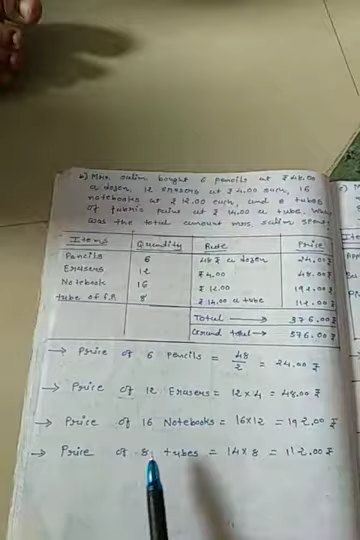 b) Mrs. salim bought 6 pencils at ₹48.00
a dozen, 12 erasers at ₹4.00 each, 16
notebooks at ₹12.00 each, and 8 tubes
of fabric paint at ₹14.00 a tube. What
was the total amount mrs. salim spent
Items Quantity Rate Price
Pencils 6 48 ₹ a dozen 24.00 ₹
Erasers 12 ₹4.00 48.00 ₹
Notebook 16 ₹12.00 192.00 ₹
tube of F.P 8 ₹14.00 a tube 112.00 ₹
Total → 376.00 ₹
Grand total → 376.00 ₹
→ Price of 6 Pencils = 48/2 = 24.00 ₹
→ Price of 12 Erasers = 12×4 = 48.00 ₹
→ Price of 16 Notebooks = 16×12 = 192.00 ₹
→ Price of 8 tubes = 14×8 = 112.00 ₹
c)